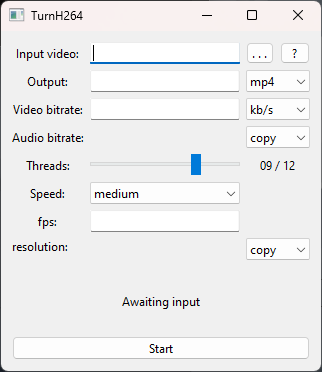 TurnH264
Input video: ... ?
Output: mp4
Video bitrate: kb/s
Audio bitrate: copy
Threads: 09 / 12
Speed: medium
fps:
resolution: copy
Awaiting input
Start